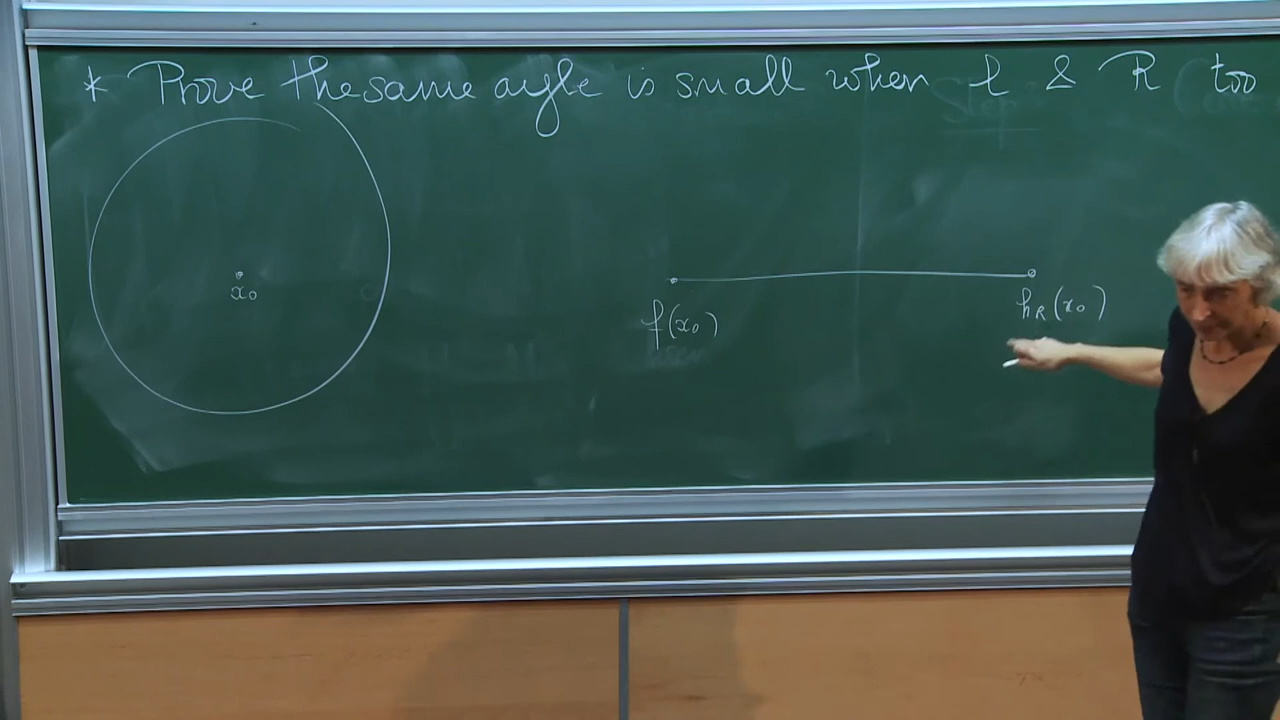 * Prove the same angle is small when & R too
x₀
f(x₀)
h_R(x₀)